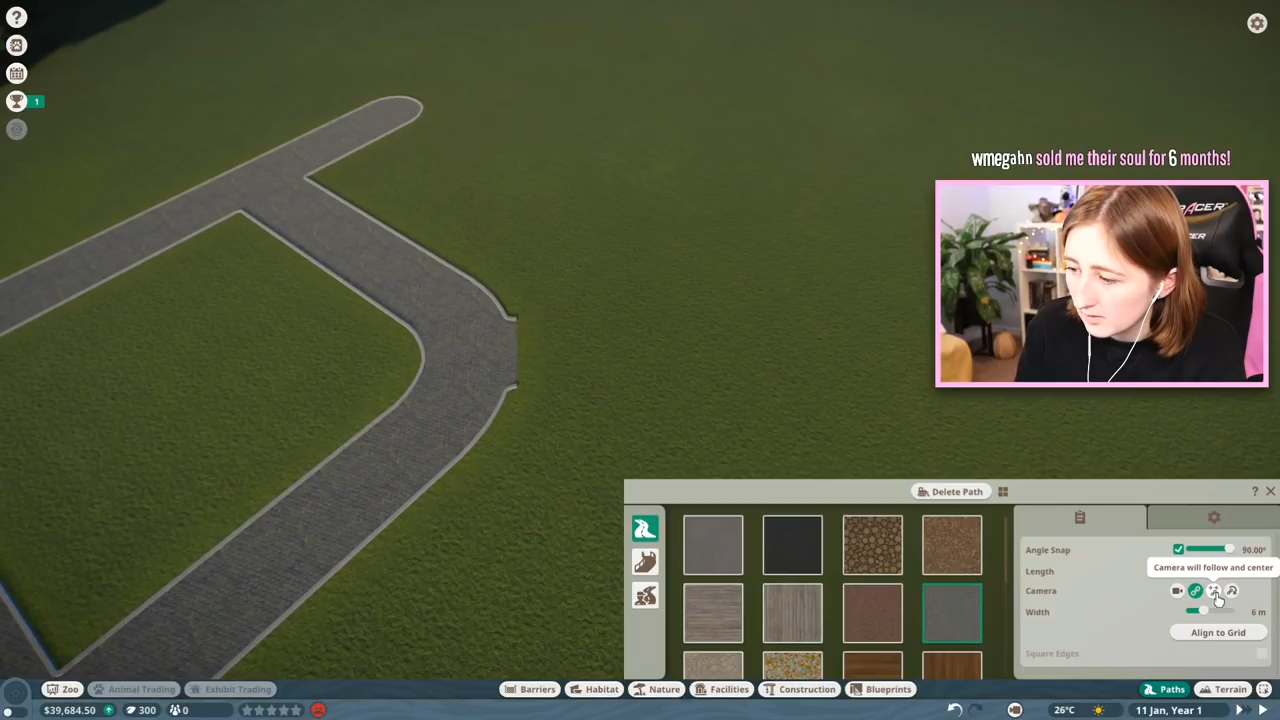 ?
1
wmegahn sold me their soul for 6 months!
ACER
Delete Path
?
Angle Snap
90.00°
Camera will follow and center
Length
Camera
Width
6 m
Align to Grid
Square Edges
Zoo
Animal Trading
Exhibit Trading
Barriers
Habitat
Nature
Facilities
Construction
Blueprints
Paths
Terrain
$39,684.50
300
0
26°C
11 Jan, Year 1